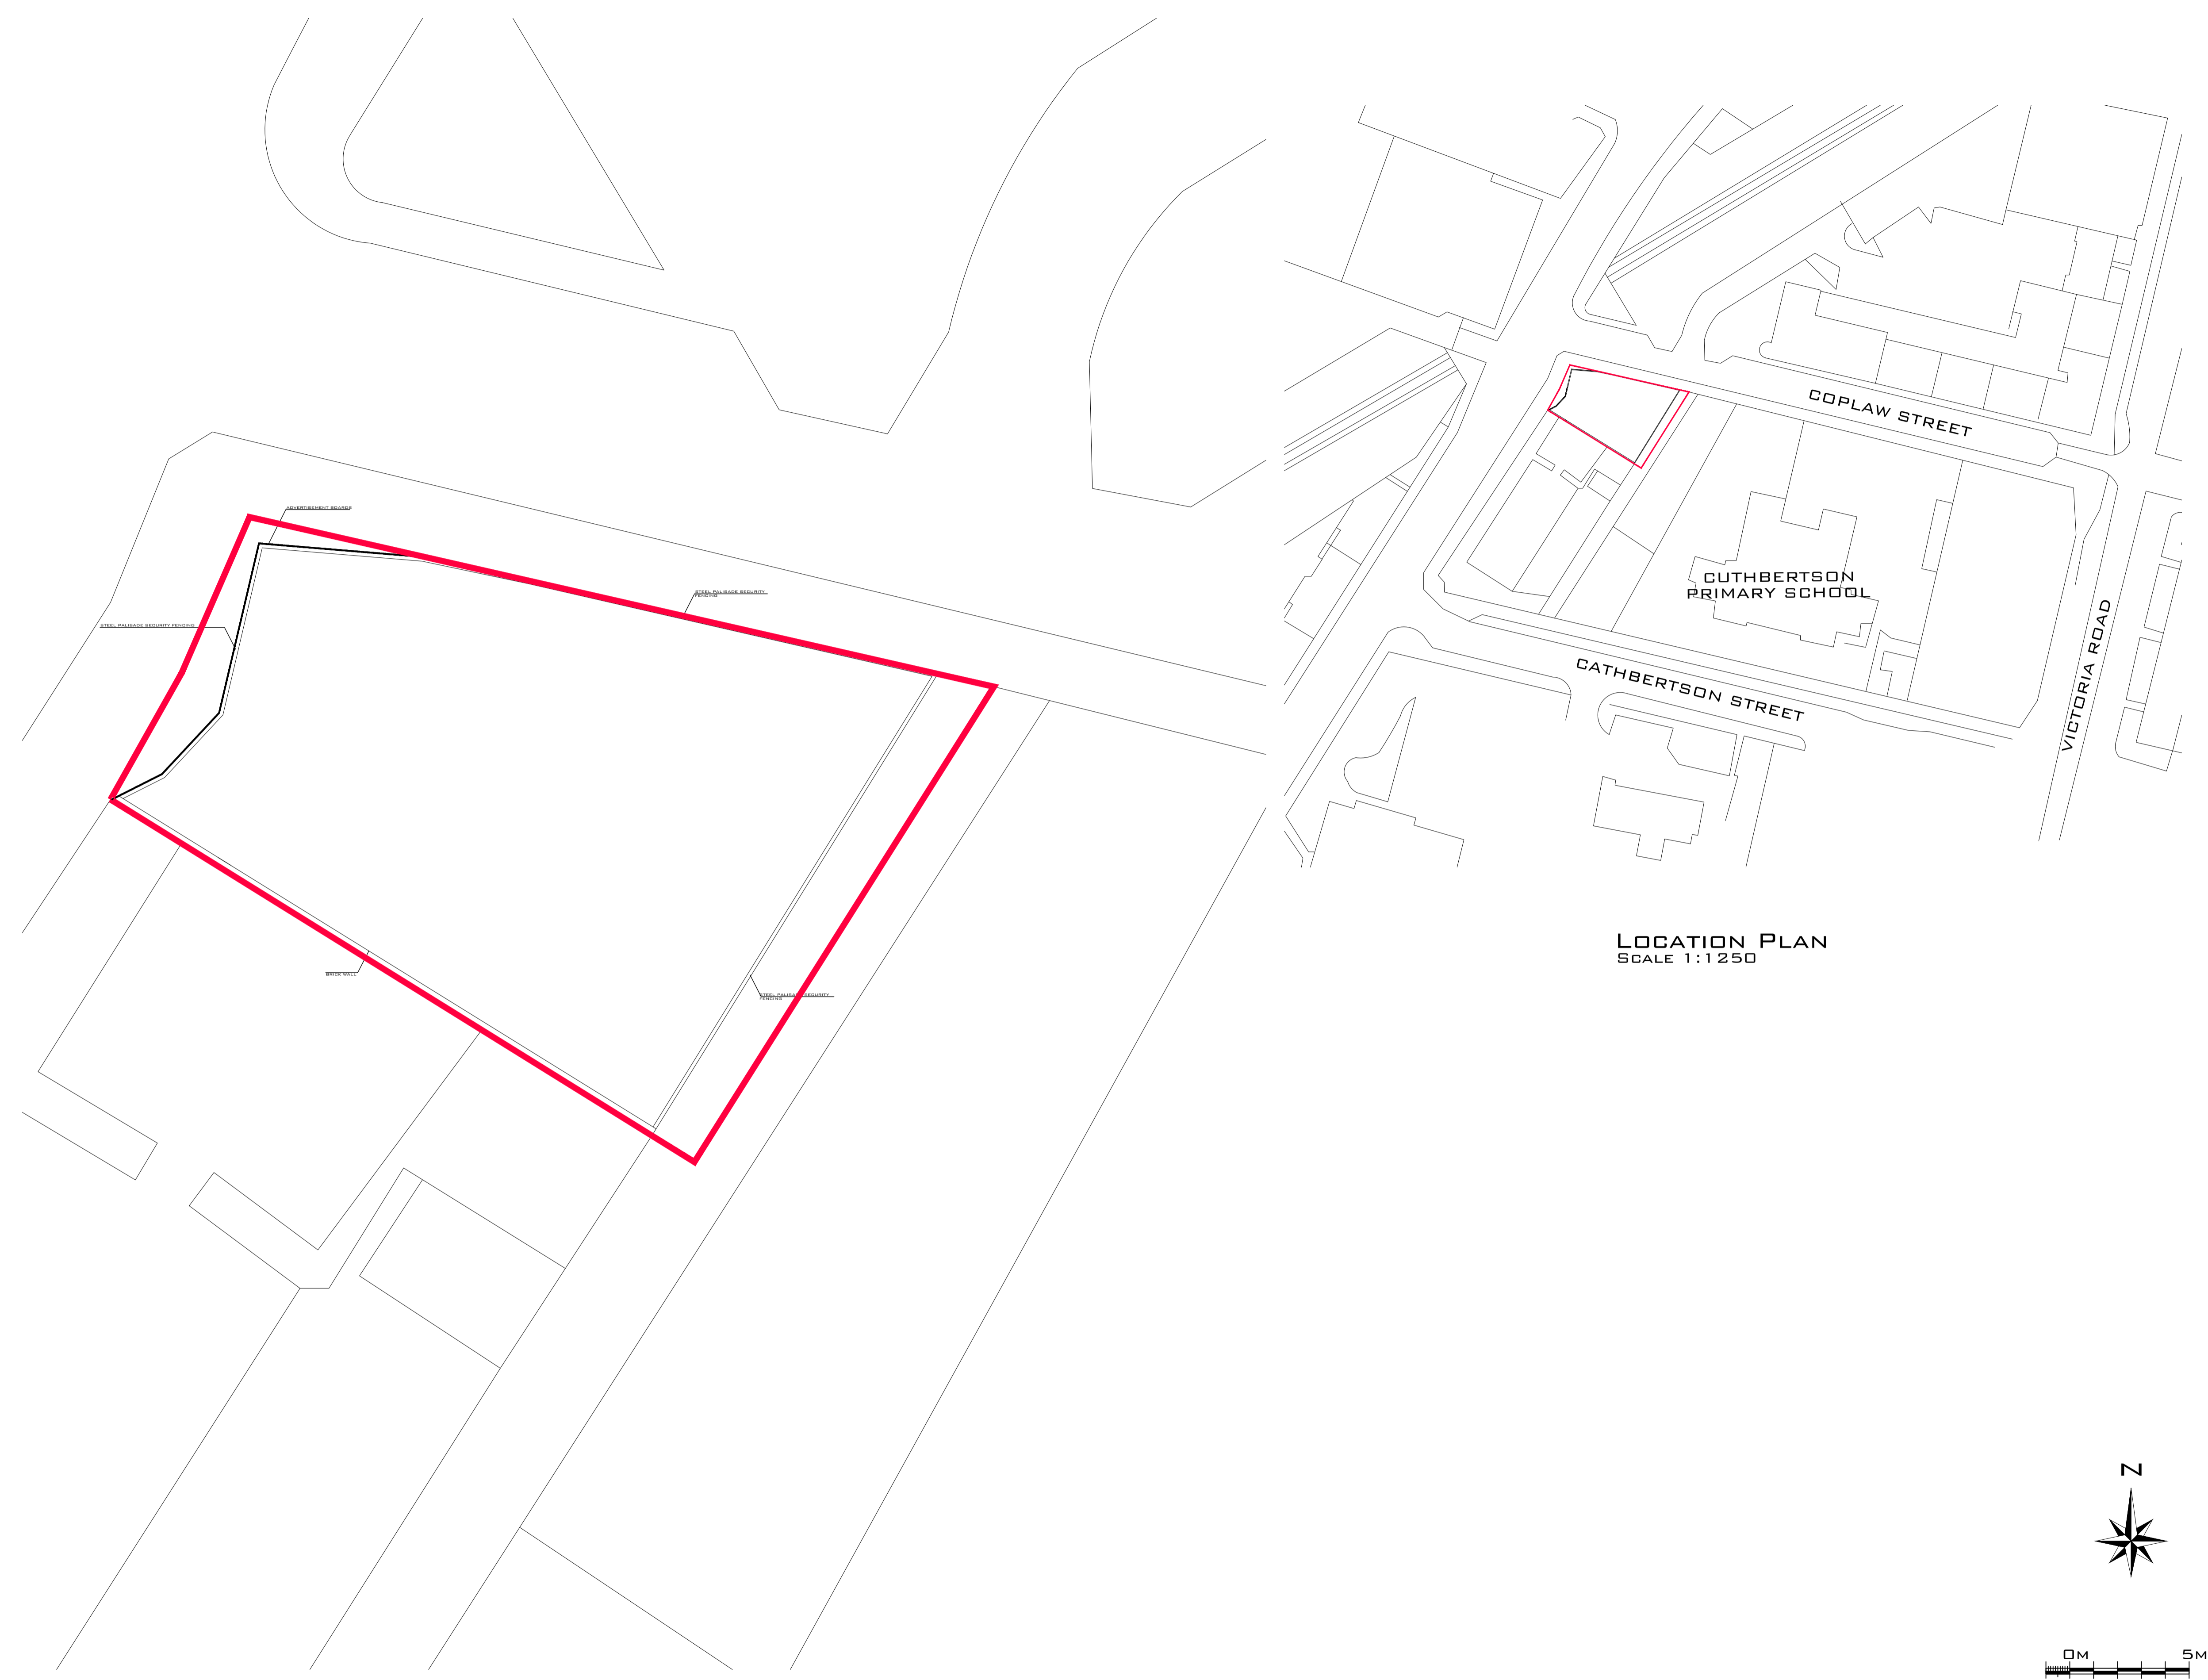 ADVERTISEMENT BOARDS
STEEL PALISADE SECURITY
FENCING
STEEL PALISADE SECURITY FENCING
BRICK WALL
STEEL PALISADE SECURITY
FENCING
COPLAW STREET
CUTHBERTSON
PRIMARY SCHOOL
CATHBERTSON STREET
VICTORIA ROAD
LOCATION PLAN
SCALE 1:1250
N
0M 5M